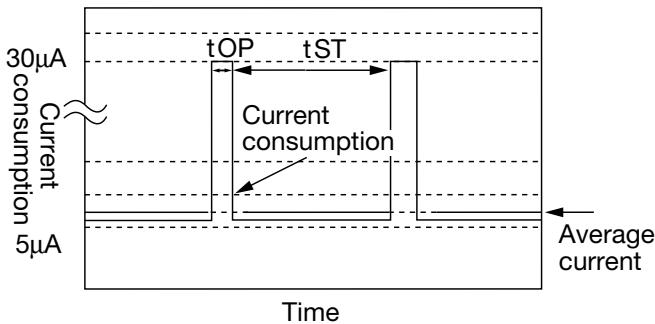 30μA
tOP
tST
Current
consumption
Current
consumption
5μA
Average
current
Time